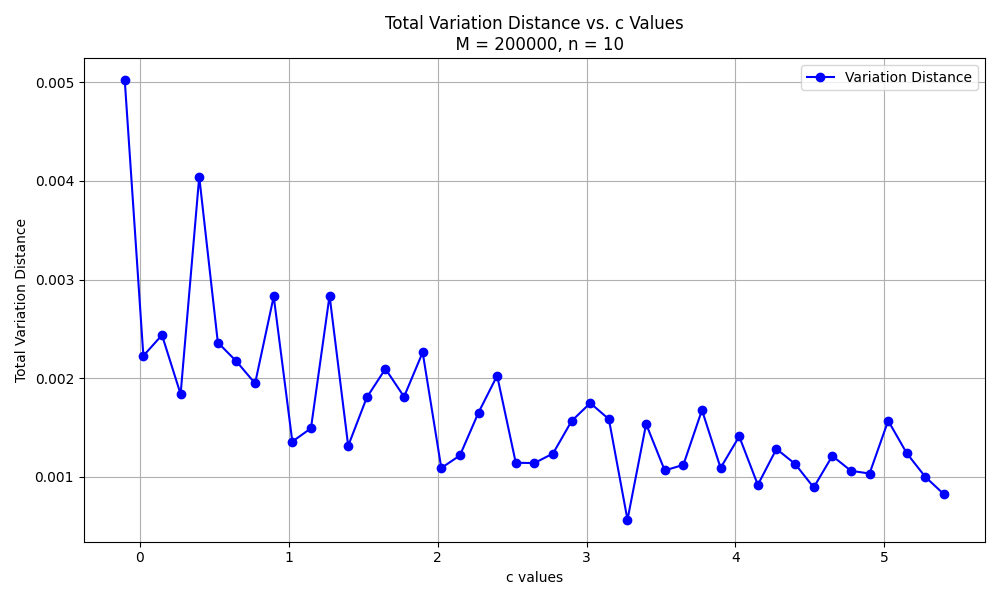 Total Variation Distance vs. c Values
M = 200000, n = 10
Variation Distance
Total Variation Distance
0.005
0.004
0.003
0.002
0.001
0 1 2 3 4 5
c values